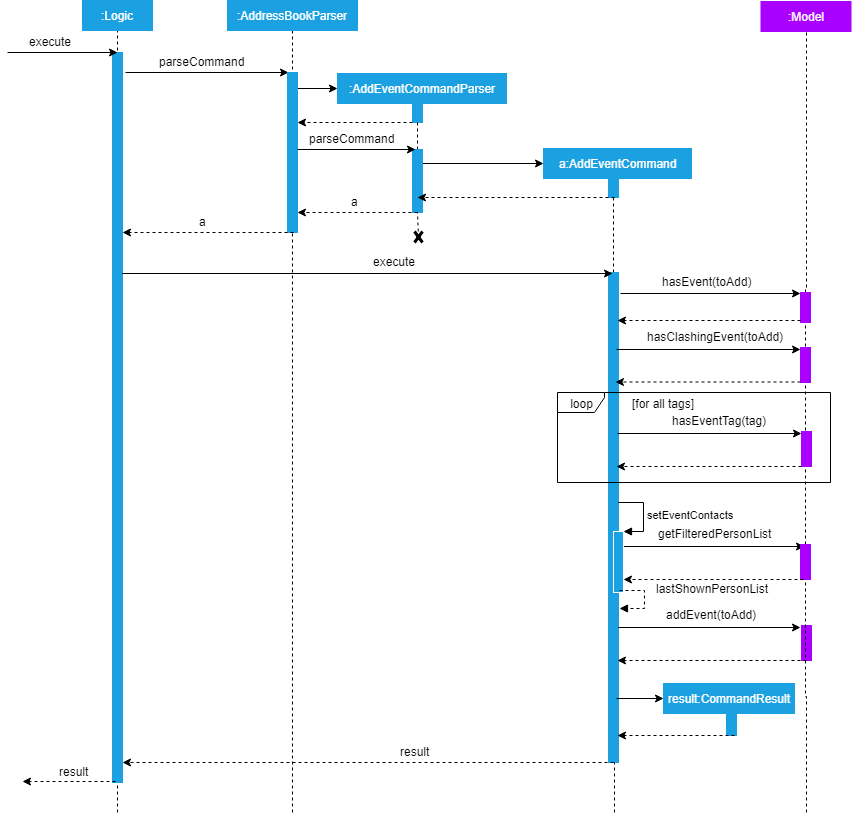 :Logic
:AddressBookParser
:Model
execute
parseCommand
:AddEventCommandParser
parseCommand
a:AddEventCommand
a
a
execute
hasEvent(toAdd)
hasClashingEvent(toAdd)
loop
[for all tags]
hasEventTag(tag)
setEventContacts
getFilteredPersonList
lastShownPersonList
addEvent(toAdd)
result:CommandResult
result
result